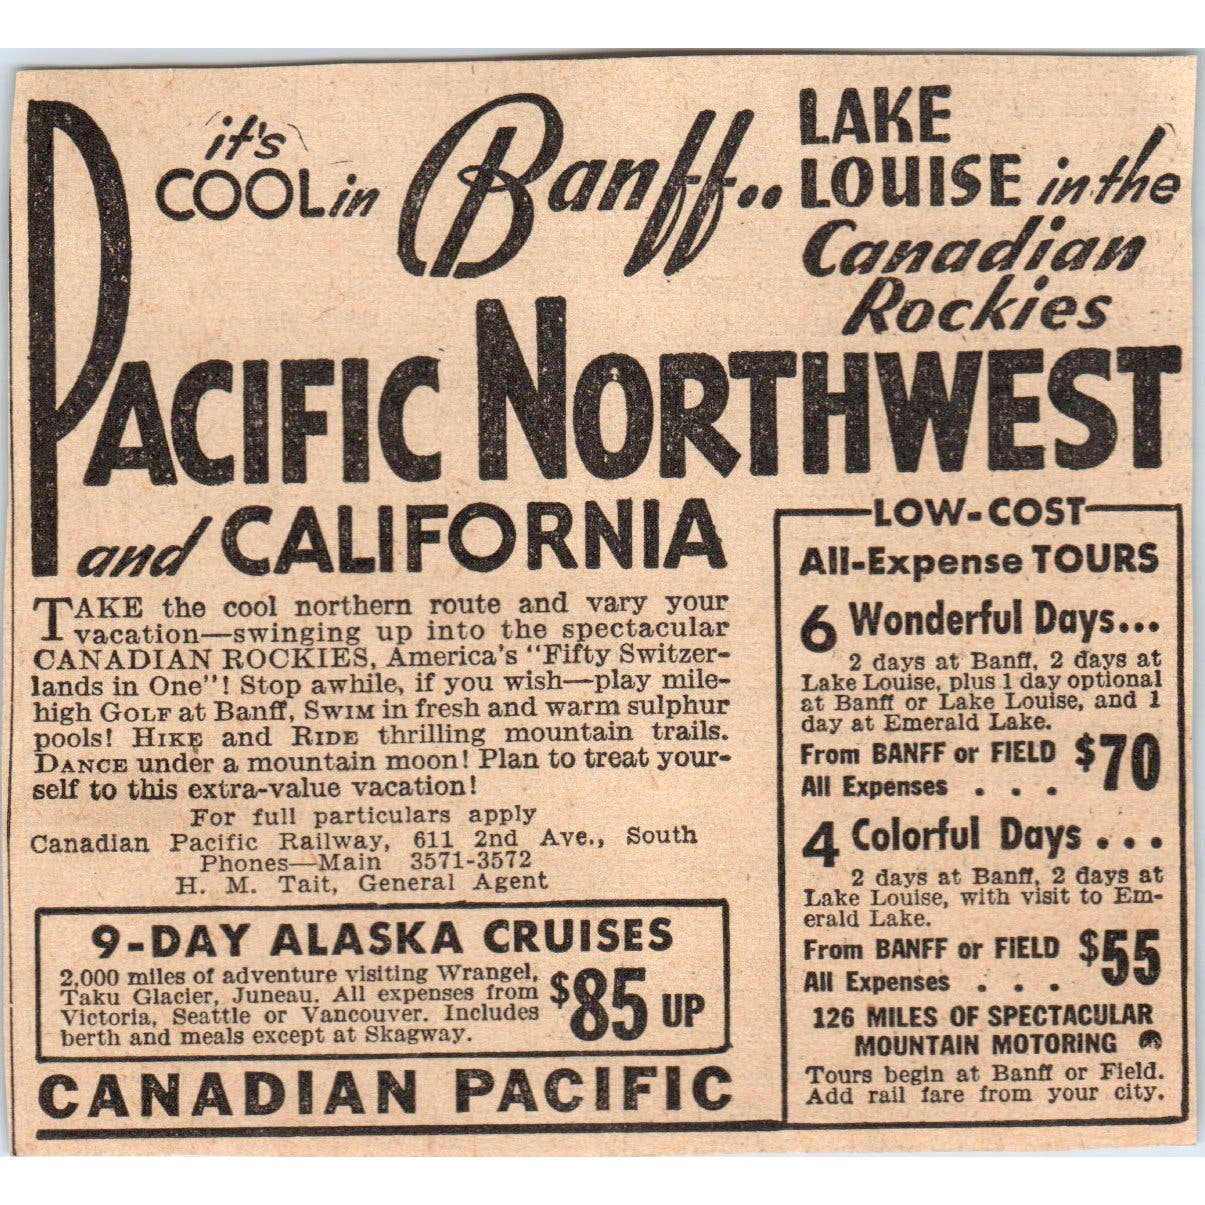 it's
COOL in Banff.. LAKE
LOUISE in the
Canadian
Rockies
PACIFIC NORTHWEST
and CALIFORNIA
TAKE the cool northern route and vary your
vacation—swinging up into the spectacular
CANADIAN ROCKIES, America's "Fifty Switzer-
lands in One"! Stop awhile, if you wish—play mile-
high GOLF at Banff, SWIM in fresh and warm sulphur
pools! HIKE and RIDE thrilling mountain trails.
DANCE under a mountain moon! Plan to treat your-
self to this extra-value vacation!
For full particulars apply
Canadian Pacific Railway, 611 2nd Ave., South
Phones—Main 3571-3572
H. M. Tait, General Agent
9-DAY ALASKA CRUISES
2,000 miles of adventure visiting Wrangel,
Taku Glacier, Juneau. All expenses from
Victoria, Seattle or Vancouver. Includes
berth and meals except at Skagway.
$85 UP
CANADIAN PACIFIC
LOW-COST
All-Expense TOURS
6 Wonderful Days...
2 days at Banff, 2 days at
Lake Louise, plus 1 day optional
at Banff or Lake Louise, and 1
day at Emerald Lake.
From BANFF or FIELD $70
All Expenses . . . .
4 Colorful Days . . .
2 days at Banff, 2 days at
Lake Louise, with visit to Em-
erald Lake.
From BANFF or FIELD $55
All Expenses . . . .
126 MILES OF SPECTACULAR
MOUNTAIN MOTORING
Tours begin at Banff or Field.
Add rail fare from your city.